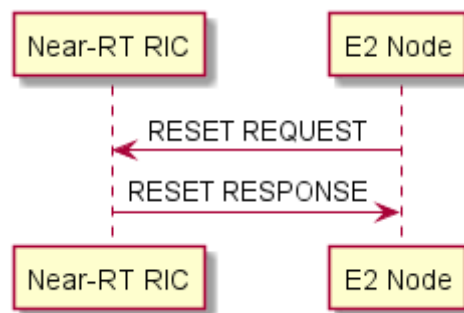 Near-RT RIC E2 Node
RESET REQUEST
RESET RESPONSE
Near-RT RIC E2 Node